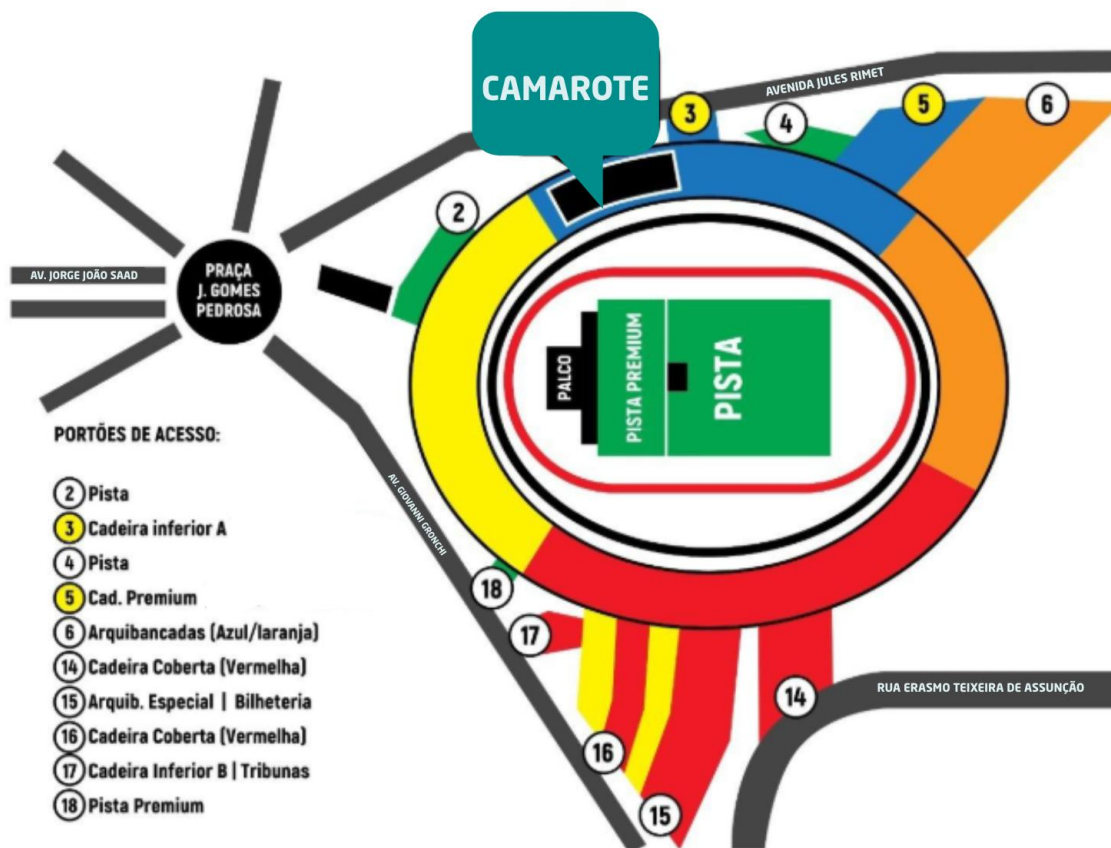 CAMAROTE
AVENIDA JULES RIMET
3
4
5
6
2
AV. JORGE JOÃO SAAD
PRAÇA
J. GOMES
PEDROSA
PALCO
PISTA PREMIUM
PISTA
AV. GIOVANNI GRONCHI
PORTÕES DE ACESSO:
2 Pista
3 Cadeira inferior A
4 Pista
5 Cad. Premium
6 Arquibancadas (Azul/laranja)
14 Cadeira Coberta (Vermelha)
15 Arquib. Especial | Bilheteria
16 Cadeira Coberta (Vermelha)
17 Cadeira Inferior B | Tribunas
18 Pista Premium
18
17
16
15
14
RUA ERASMO TEIXEIRA DE ASSUNÇÃO